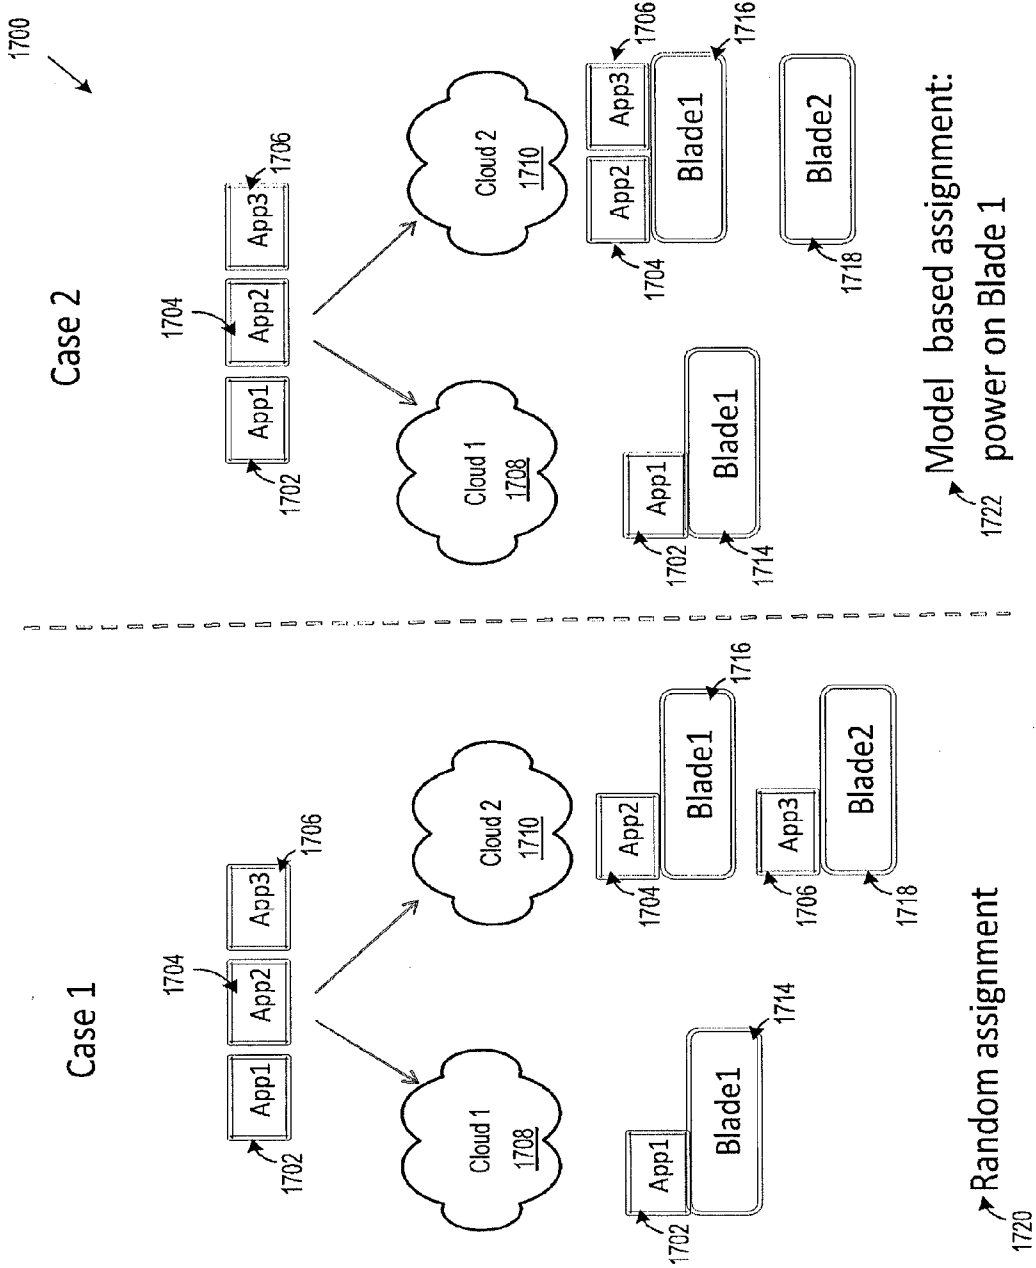 1700
Case 1
1704
App1
App2
App3
1702
1706
Cloud 1
1708
Cloud 2
1710
App1
1702
Blade1
1714
App2
1704
Blade1
1716
App3
1706
Blade2
1718
Random assignment
1720
Case 2
1704
App1
App2
App3
1702
1706
Cloud 1
1708
Cloud 2
1710
App1
1702
Blade1
1714
App2
App3
1704
1706
Blade1
1716
Blade2
1718
Model based assignment:
power on Blade 1
1722